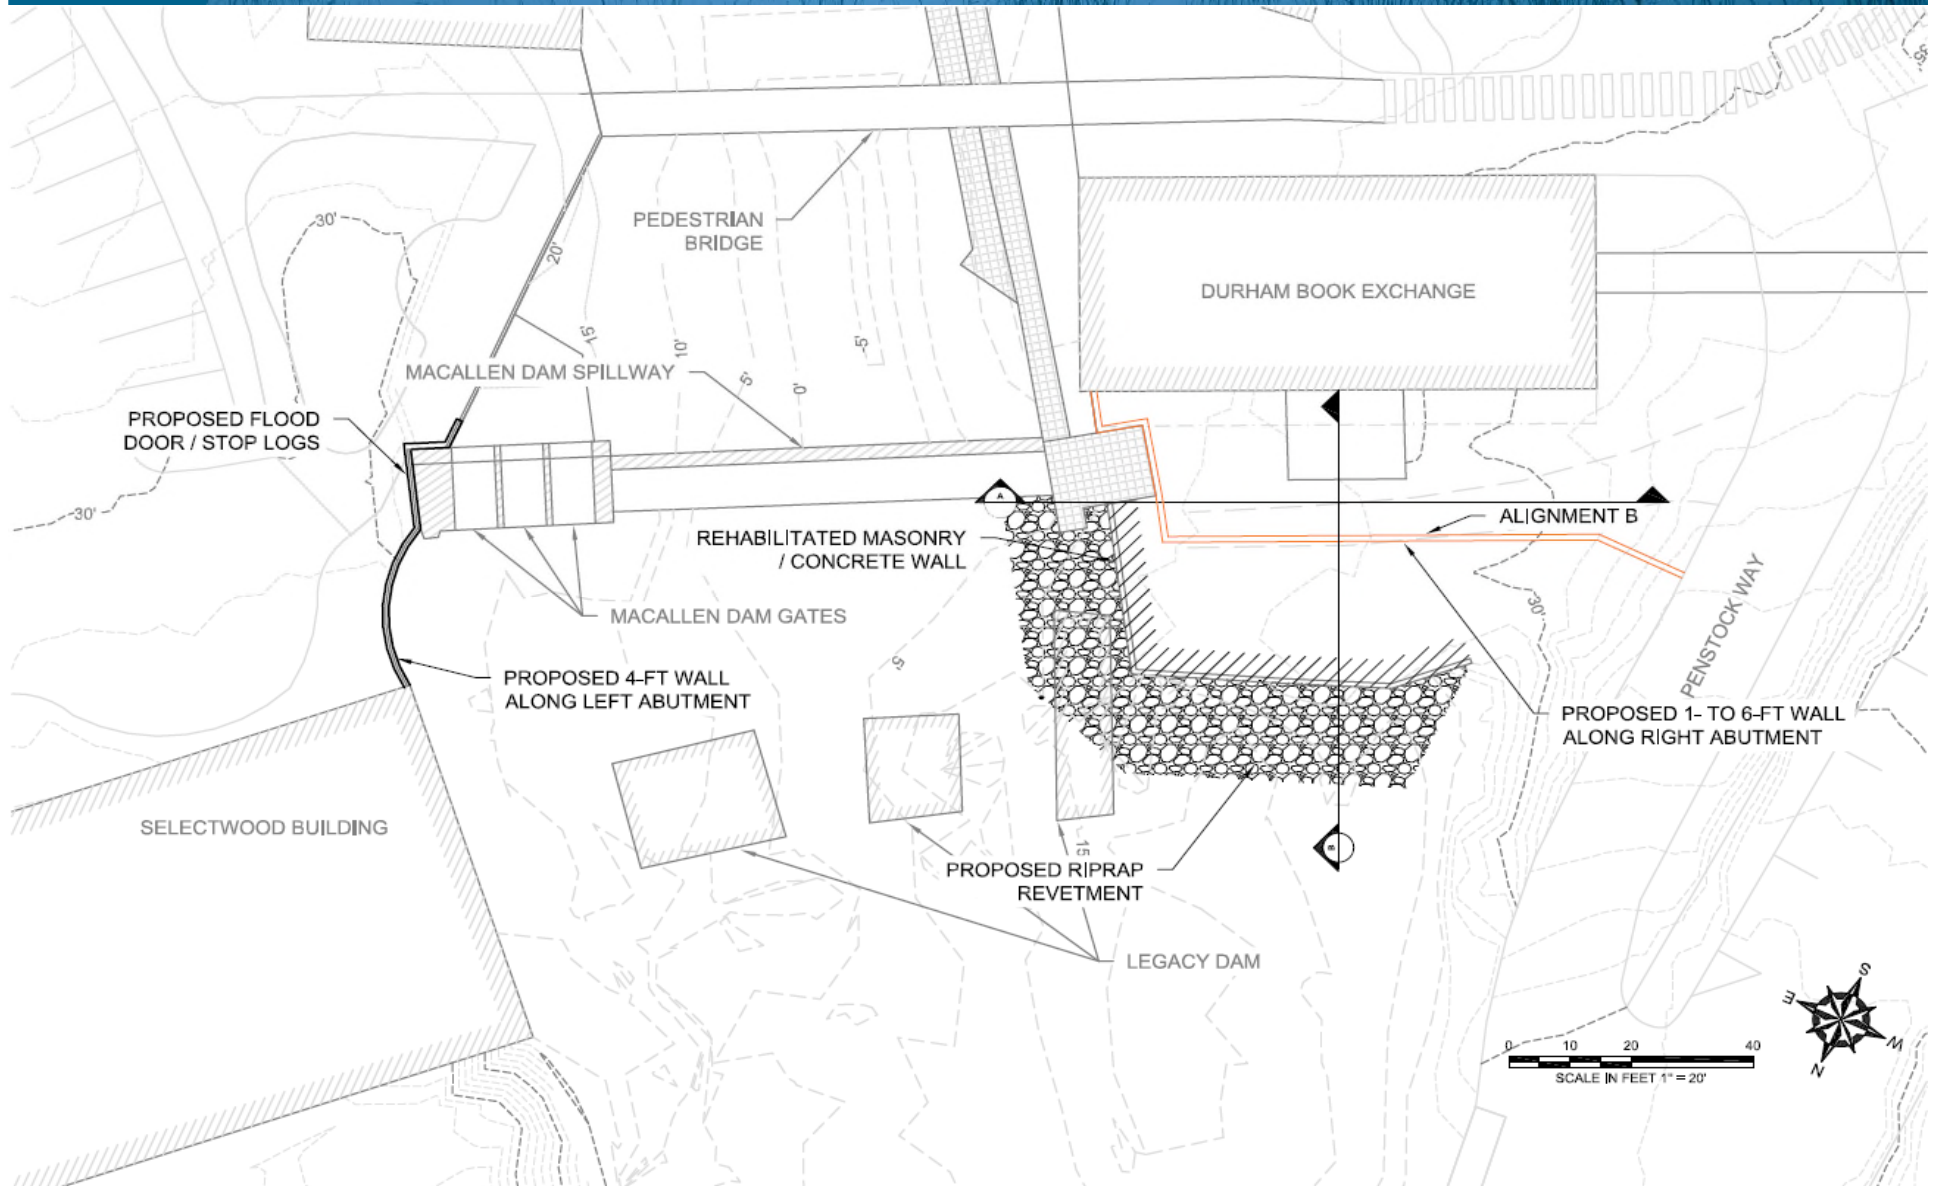 35'
30'
PEDESTRIAN
BRIDGE
20'
DURHAM BOOK EXCHANGE
15'
10'
-5'
MACALLEN DAM SPILLWAY
5'
0'
PROPOSED FLOOD
DOOR / STOP LOGS
30'
A
ALIGNMENT B
REHABILITATED MASONRY
/ CONCRETE WALL
MACALLEN DAM GATES
30'
PENSTOCK WAY
5'
PROPOSED 4-FT WALL
ALONG LEFT ABUTMENT
PROPOSED 1- TO 6-FT WALL
ALONG RIGHT ABUTMENT
SELECTWOOD BUILDING
15
B
PROPOSED RIPRAP
REVETMENT
LEGACY DAM
S
E
W
N
0 10 20 40
SCALE IN FEET 1" = 20'